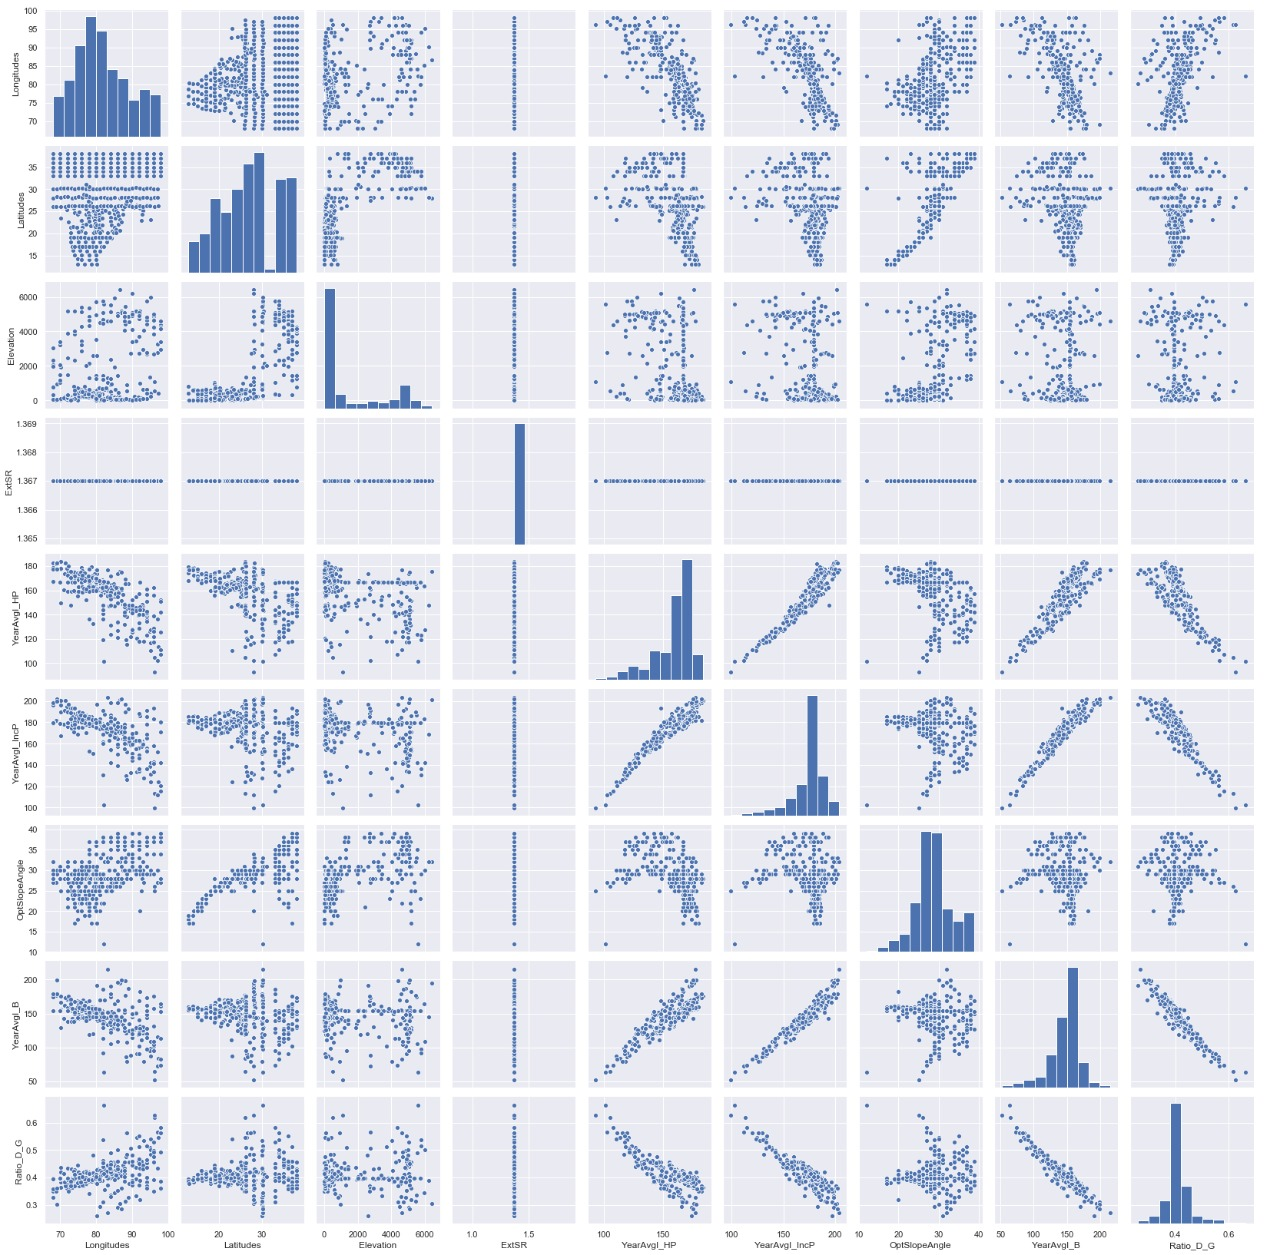 100
95
90
85
80
75
70
Longitudes
35
30
25
20
15
Latitudes
6000
4000
2000
0
Elevation
1.369
1.368
1.367
1.366
1.365
ExtSR
180
160
140
120
100
YearAvgI_HP
200
180
160
140
120
100
YearAvgI_IncP
40
35
30
25
20
15
10
OptSlopeAngle
200
150
100
50
YearAvgI_B
0.6
0.5
0.4
0.3
Ratio_D_G
70 80 90 100
20 30
0 2000 4000 6000
1.0 1.5
100 150
100 150 200
10 20 30 40
50 100 150 200
0.4 0.6
Longitudes
Latitudes
Elevation
ExtSR
YearAvgI_HP
YearAvgI_IncP
OptSlopeAngle
YearAvgI_B
Ratio_D_G